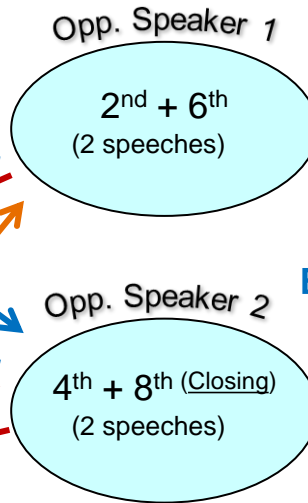 Opp. Speaker 1
2nd + 6th
(2 speeches)
Opp. Speaker 2
4th + 8th (Closing)
(2 speeches)